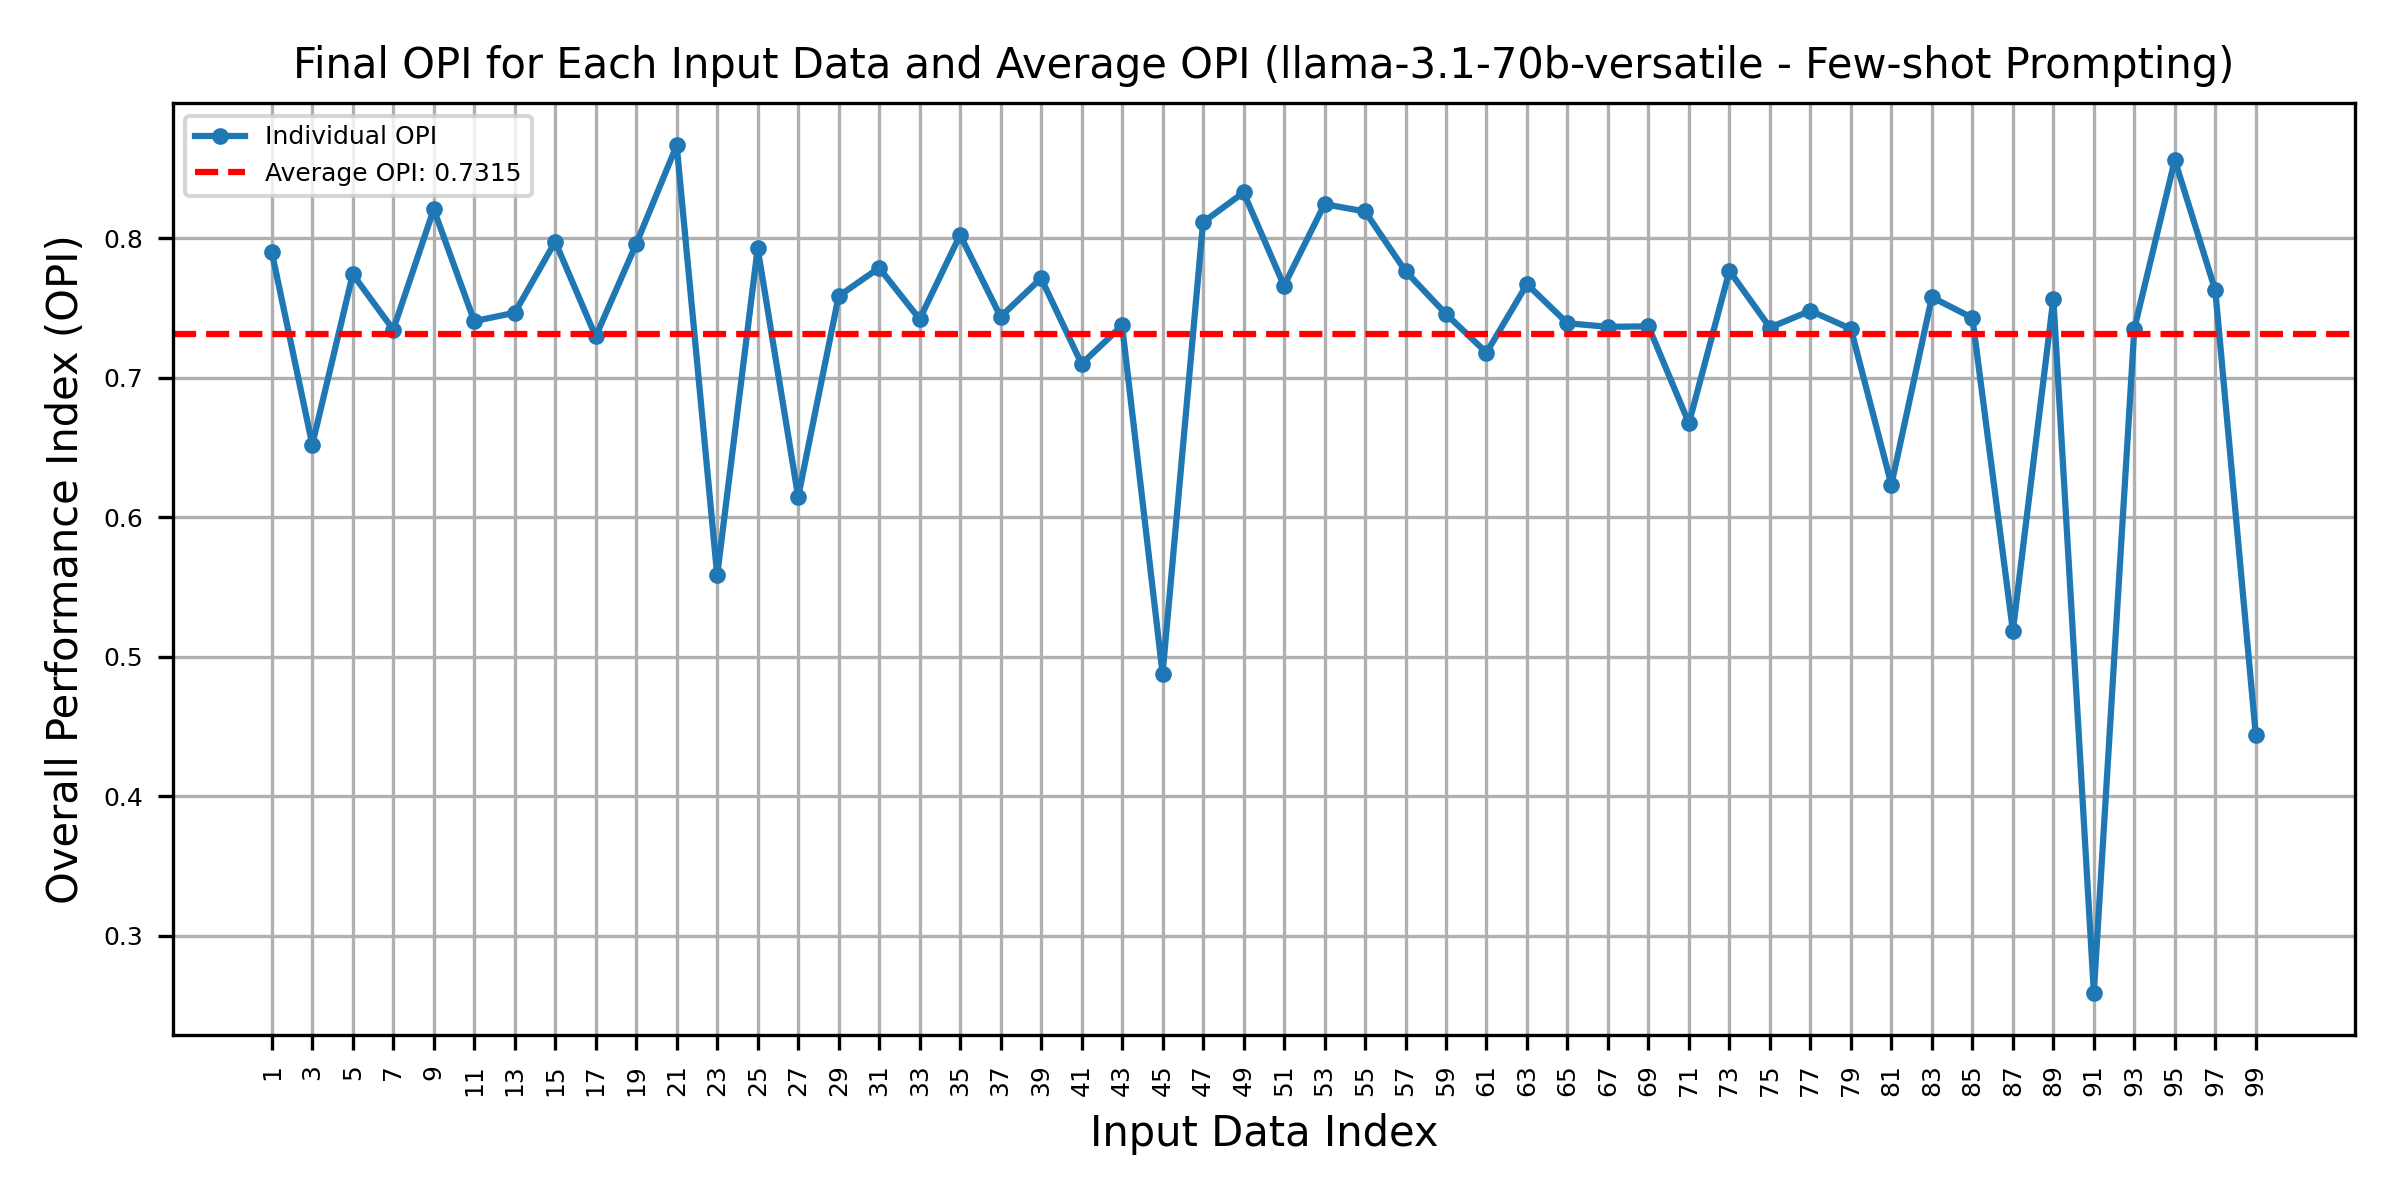 Final OPI for Each Input Data and Average OPI (llama-3.1-70b-versatile - Few-shot Prompting)
Individual OPI
Average OPI: 0.7315
Overall Performance Index (OPI)
0.8
0.7
0.6
0.5
0.4
0.3
1 3 5 7 9 11 13 15 17 19 21 23 25 27 29 31 33 35 37 39 41 43 45 47 49 51 53 55 57 59 61 63 65 67 69 71 73 75 77 79 81 83 85 87 89 91 93 95 97 99
Input Data Index